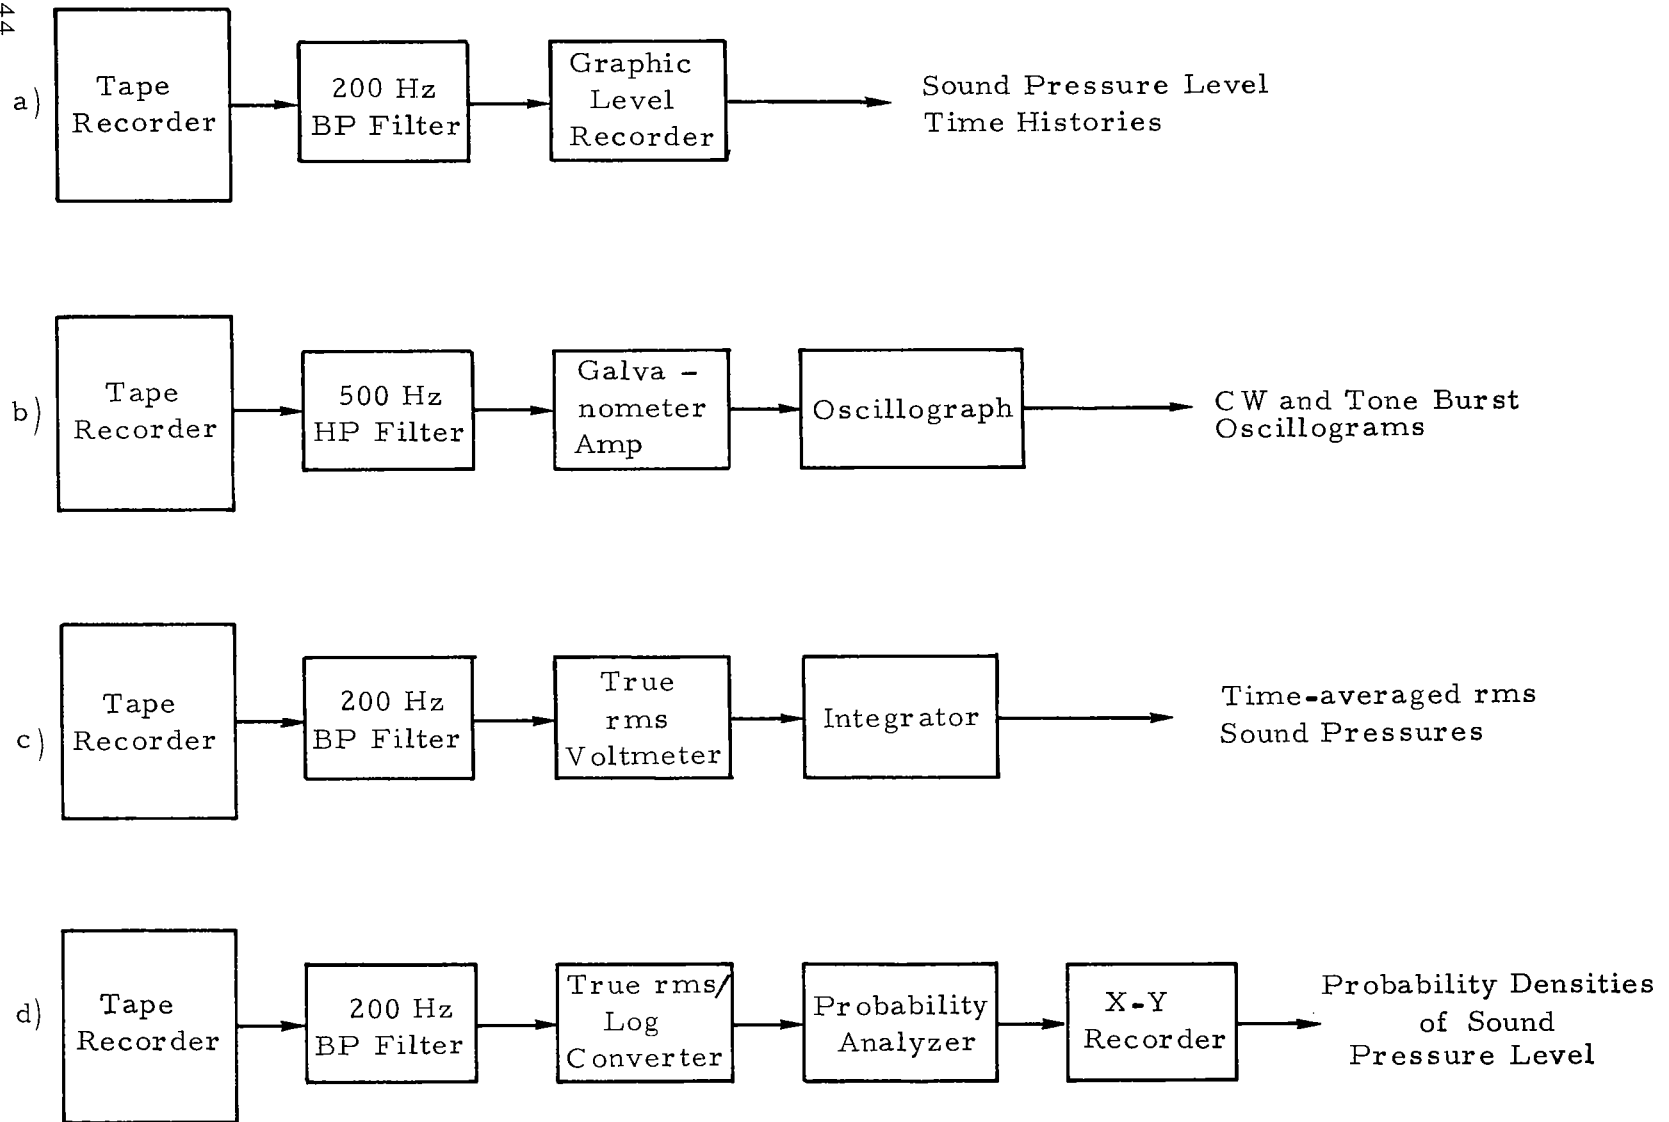 44
a)
Tape
Recorder
200 Hz
BP Filter
Graphic
Level
Recorder
Sound Pressure Level
Time Histories
b)
Tape
Recorder
500 Hz
HP Filter
Galva -
nometer
Amp
Oscillograph
CW and Tone Burst
Oscillograms
c)
Tape
Recorder
200 Hz
BP Filter
True
rms
Voltmeter
Integrator
Time-averaged rms
Sound Pressures
d)
Tape
Recorder
200 Hz
BP Filter
True rms/
Log
Converter
Probability
Analyzer
X-Y
Recorder
Probability Densities
of Sound
Pressure Level